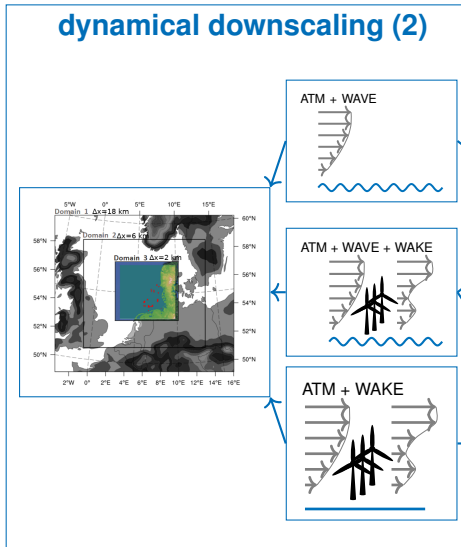 dynamical downscaling (2)
ATM + WAVE
5°W 0° 5°E 10°E 15°E
Domain 1 Δx=18 km
60°N
Domain 2 Δx=6 km
58°N
58°N
Domain 3 Δx=2 km
ATM + WAVE + WAKE
56°N
56°N
54°N
54°N
52°N
52°N
50°N
50°N
2°W 0° 2°E 4°E 6°E 8°E 10°E 12°E 14°E 16°E
ATM + WAKE